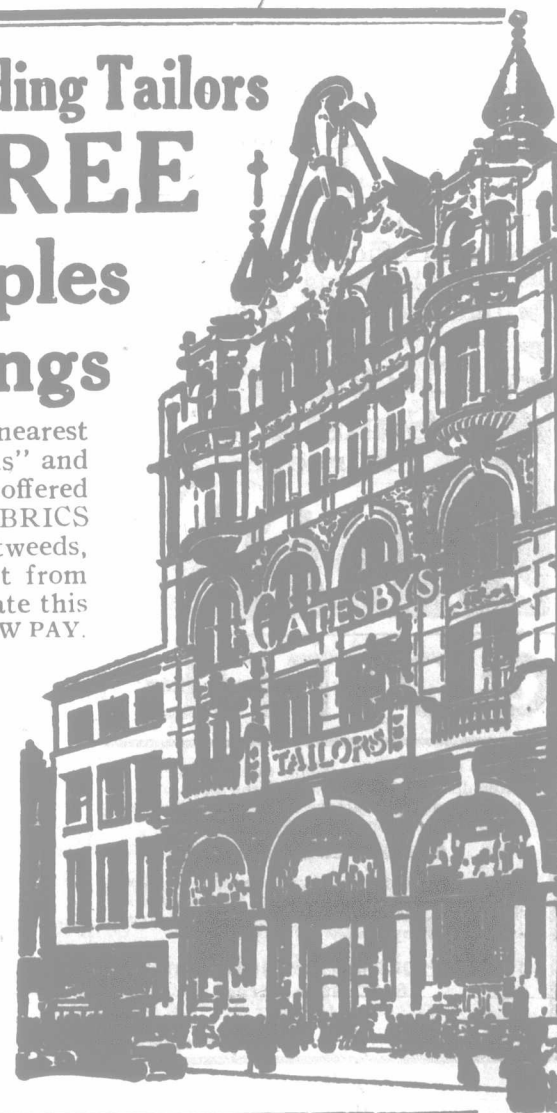 ding Tailors
REE
ples
ngs
nearest
s" and
offered
BRICS
tweeds,
t from
ate this
W PAY.
CATESBYS
TAILORS